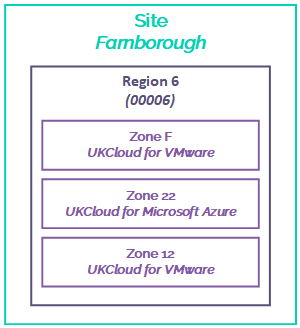 Site
Farnborough
Region 6
(00006)
Zone F
UKCloud for VMware
Zone 22
UKCloud for Microsoft Azure
Zone 12
UKCloud for VMware